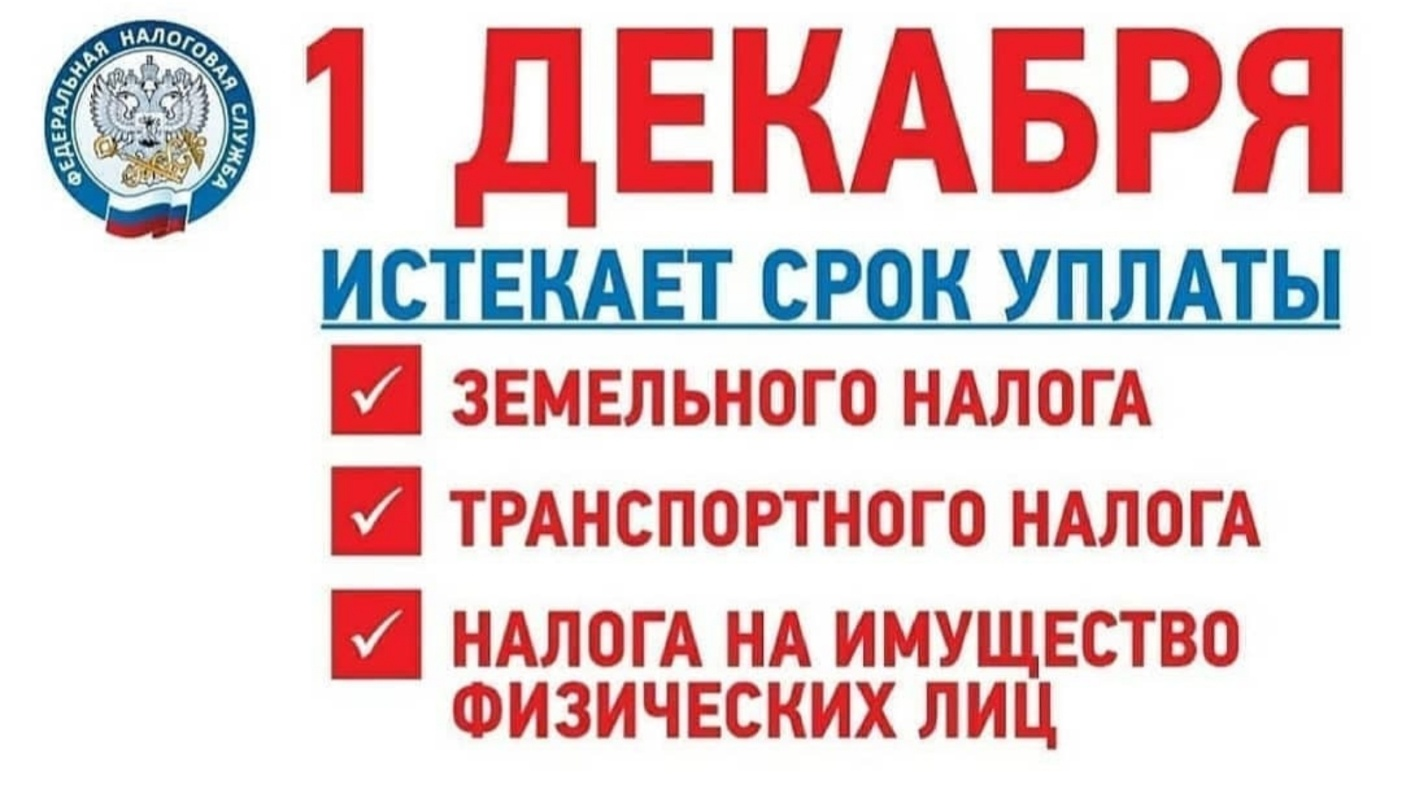 ФЕДЕРАЛЬНАЯ НАЛОГОВАЯ СЛУЖБА
1 ДЕКАБРЯ
ИСТЕКАЕТ СРОК УПЛАТЫ
ЗЕМЕЛЬНОГО НАЛОГА
ТРАНСПОРТНОГО НАЛОГА
НАЛОГА НА ИМУЩЕСТВО
ФИЗИЧЕСКИХ ЛИЦ